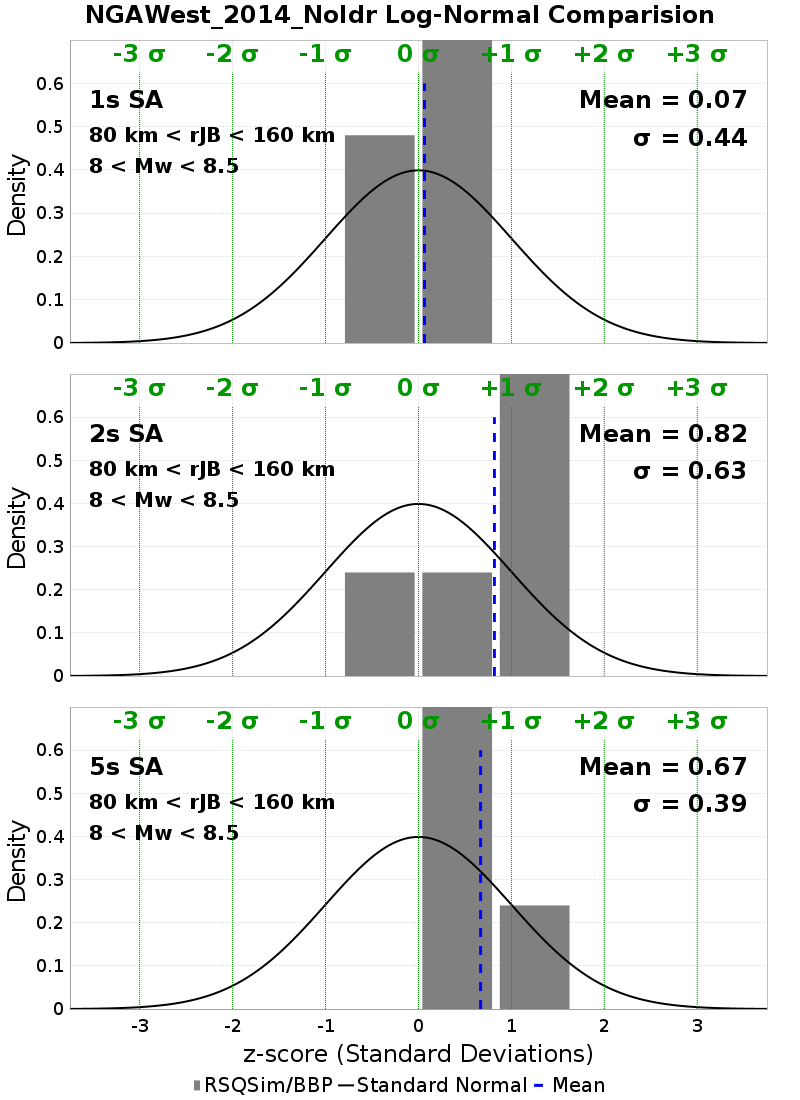 NGAWest_2014_NoIdr Log-Normal Comparision
-3 σ -2 σ -1 σ 0 σ +1 σ +2 σ +3 σ
1s SA
Mean = 0.07
80 km < rJB < 160 km
σ = 0.44
8 < Mw < 8.5
Density
0.6
0.5
0.4
0.3
0.2
0.1
0
-3 σ -2 σ -1 σ 0 σ +1 σ +2 σ +3 σ
2s SA
Mean = 0.82
80 km < rJB < 160 km
σ = 0.63
8 < Mw < 8.5
Density
0.6
0.5
0.4
0.3
0.2
0.1
0
-3 σ -2 σ -1 σ 0 σ +1 σ +2 σ +3 σ
5s SA
Mean = 0.67
80 km < rJB < 160 km
σ = 0.39
8 < Mw < 8.5
Density
0.6
0.5
0.4
0.3
0.2
0.1
0
-3 -2 -1 0 1 2 3
z-score (Standard Deviations)
RSQSim/BBP Standard Normal Mean